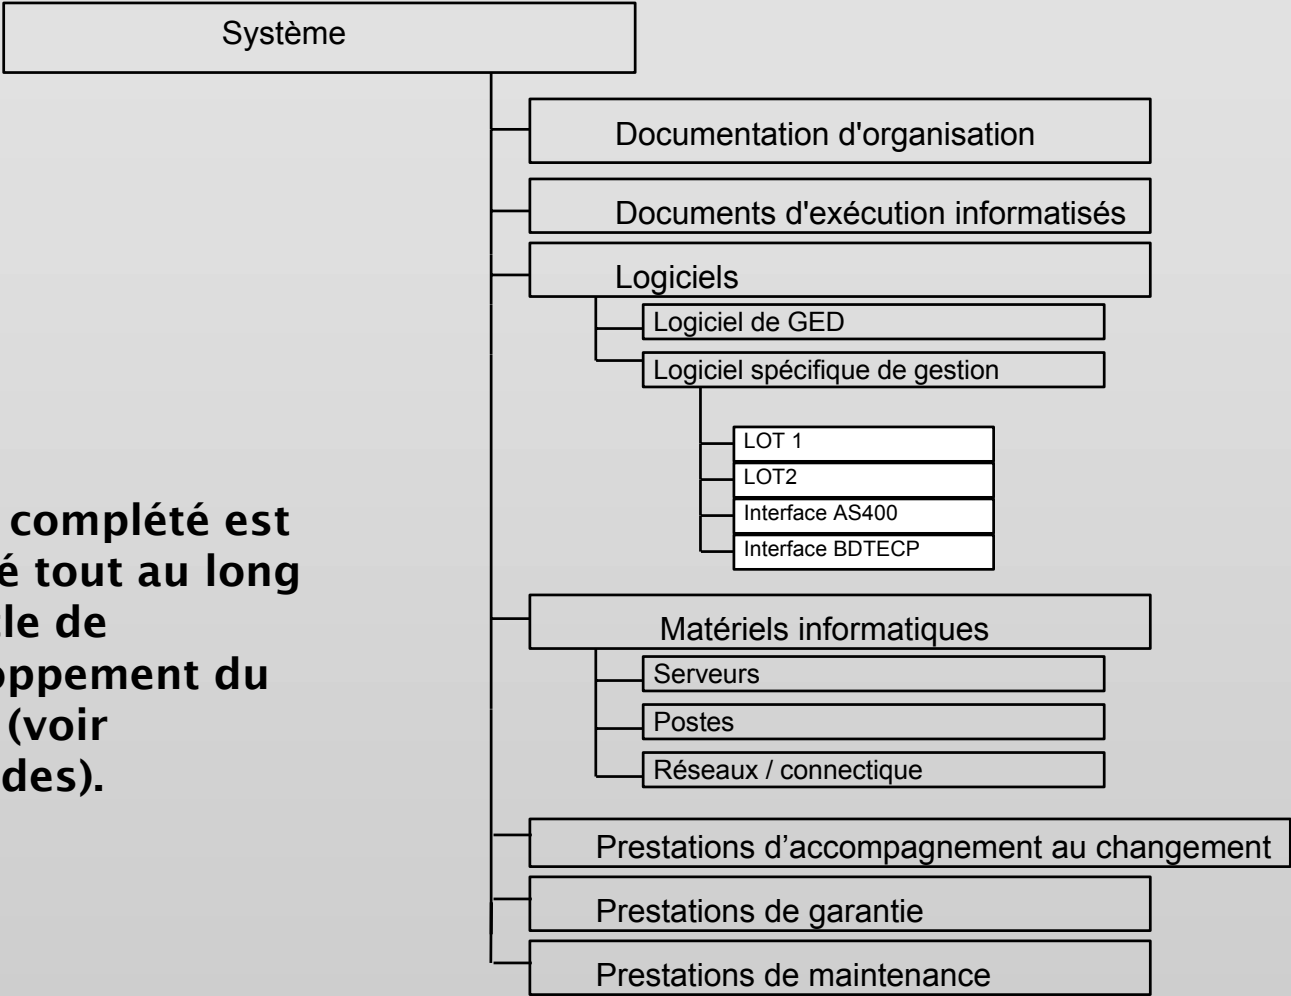 Système
Documentation d'organisation
Documents d'exécution informatisés
Logiciels
Logiciel de GED
Logiciel spécifique de gestion
LOT 1
LOT2
Interface AS400
Interface BDTECP
Matériels informatiques
Serveurs
Postes
Réseaux / connectique
Prestations d’accompagnement au changement
Prestations de garantie
Prestations de maintenance
complété est
é tout au long
le de
oppement du
(voir
des).